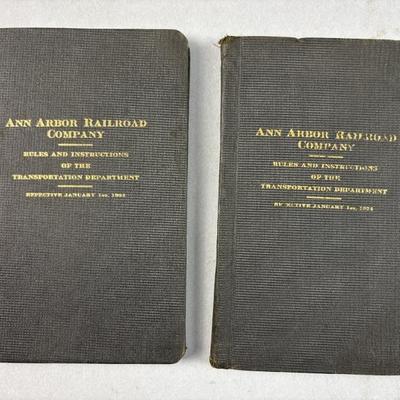 ANN ARBOR RAILROAD
COMPANY
RULES AND INSTRUCTIONS
OF THE
TRANSPORTATION DEPARTMENT
EFFECTIVE JANUARY 1ST,
ANN ARBOR RAILROAD
COMPANY
RULES AND INSTRUCTIONS
OF THE
TRANSPORTATION DEPARTMENT
EFFECTIVE JANUARY 1ST, 1924